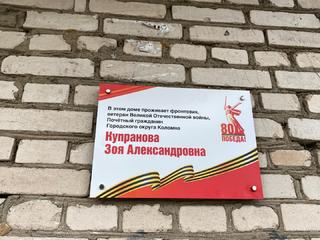 В этом доме проживает фронтовик,
ветеран Великой Отечественной войны,
Почётный гражданин
Городского округа Коломна
Купранова
Зоя Александровна
80
ПОБЕДА!